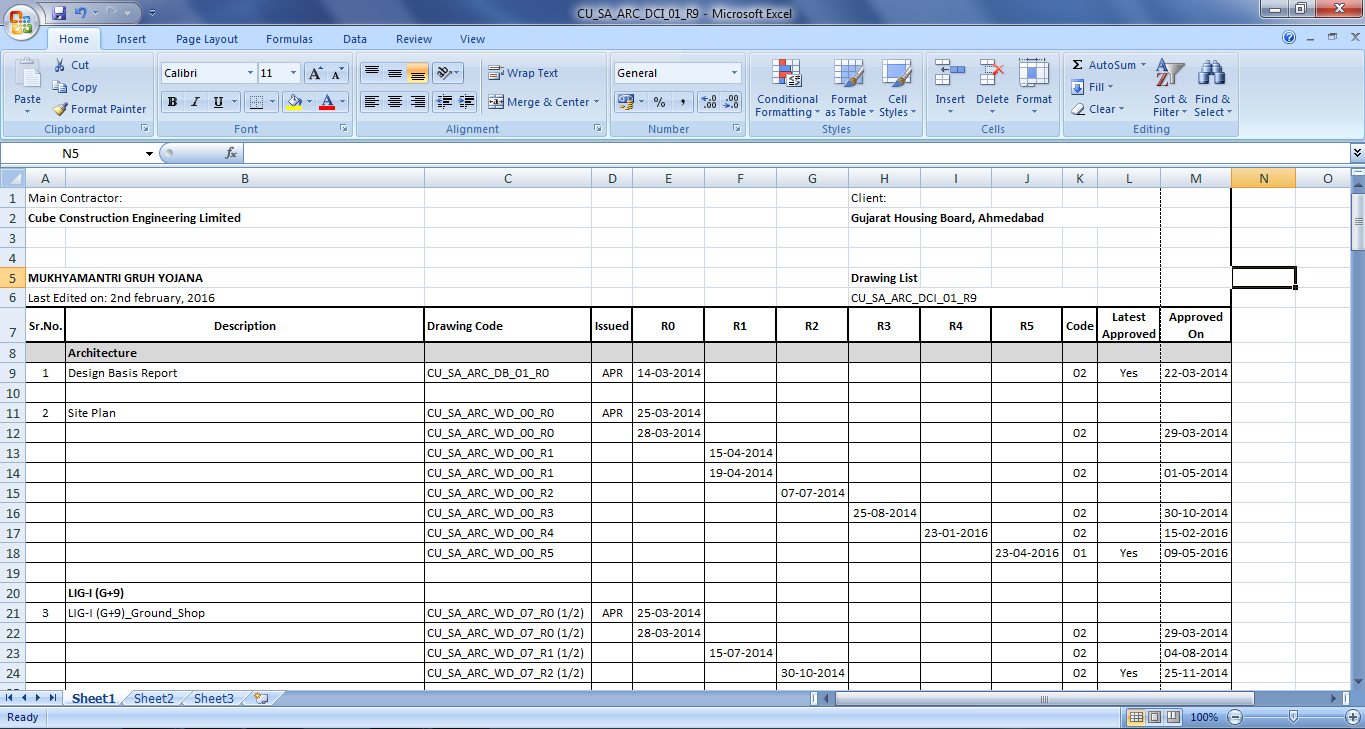 CU_SA_ARC_DCI_01_R9 - Microsoft Excel
Home Insert Page Layout Formulas Data Review View
Paste Cut Copy Format Painter Clipboard
Calibri 11 A A B I U A Font
Wrap Text Merge & Center Alignment
General % , .00 Number
Conditional Formatting Format as Table Cell Styles Styles
Insert Delete Format Cells
Σ AutoSum Fill Clear Sort & Filter Find & Select Editing
N5 fx
A B C D E F G H I J K L M N O
1 Main Contractor: Client:
2 Cube Construction Engineering Limited Gujarat Housing Board, Ahmedabad
3
4
5 MUKHYAMANTRI GRUH YOJANA Drawing List
6 Last Edited on: 2nd february, 2016 CU_SA_ARC_DCI_01_R9
7 Sr.No. Description Drawing Code Issued R0 R1 R2 R3 R4 R5 Code Latest Approved Approved On
8 Architecture
9 1 Design Basis Report CU_SA_ARC_DB_01_R0 APR 14-03-2014 02 Yes 22-03-2014
10
11 2 Site Plan CU_SA_ARC_WD_00_R0 APR 25-03-2014
12 CU_SA_ARC_WD_00_R0 28-03-2014 02 29-03-2014
13 CU_SA_ARC_WD_00_R1 15-04-2014
14 CU_SA_ARC_WD_00_R1 19-04-2014 02 01-05-2014
15 CU_SA_ARC_WD_00_R2 07-07-2014
16 CU_SA_ARC_WD_00_R3 25-08-2014 02 30-10-2014
17 CU_SA_ARC_WD_00_R4 23-01-2016 02 15-02-2016
18 CU_SA_ARC_WD_00_R5 23-04-2016 01 Yes 09-05-2016
19
20 LIG-I (G+9)
21 3 LIG-I (G+9)_Ground_Shop CU_SA_ARC_WD_07_R0 (1/2) APR 25-03-2014
22 CU_SA_ARC_WD_07_R0 (1/2) 28-03-2014 02 29-03-2014
23 CU_SA_ARC_WD_07_R1 (1/2) 15-07-2014 02 04-08-2014
24 CU_SA_ARC_WD_07_R2 (1/2) 30-10-2014 02 Yes 25-11-2014
Sheet1 Sheet2 Sheet3
Ready 100%